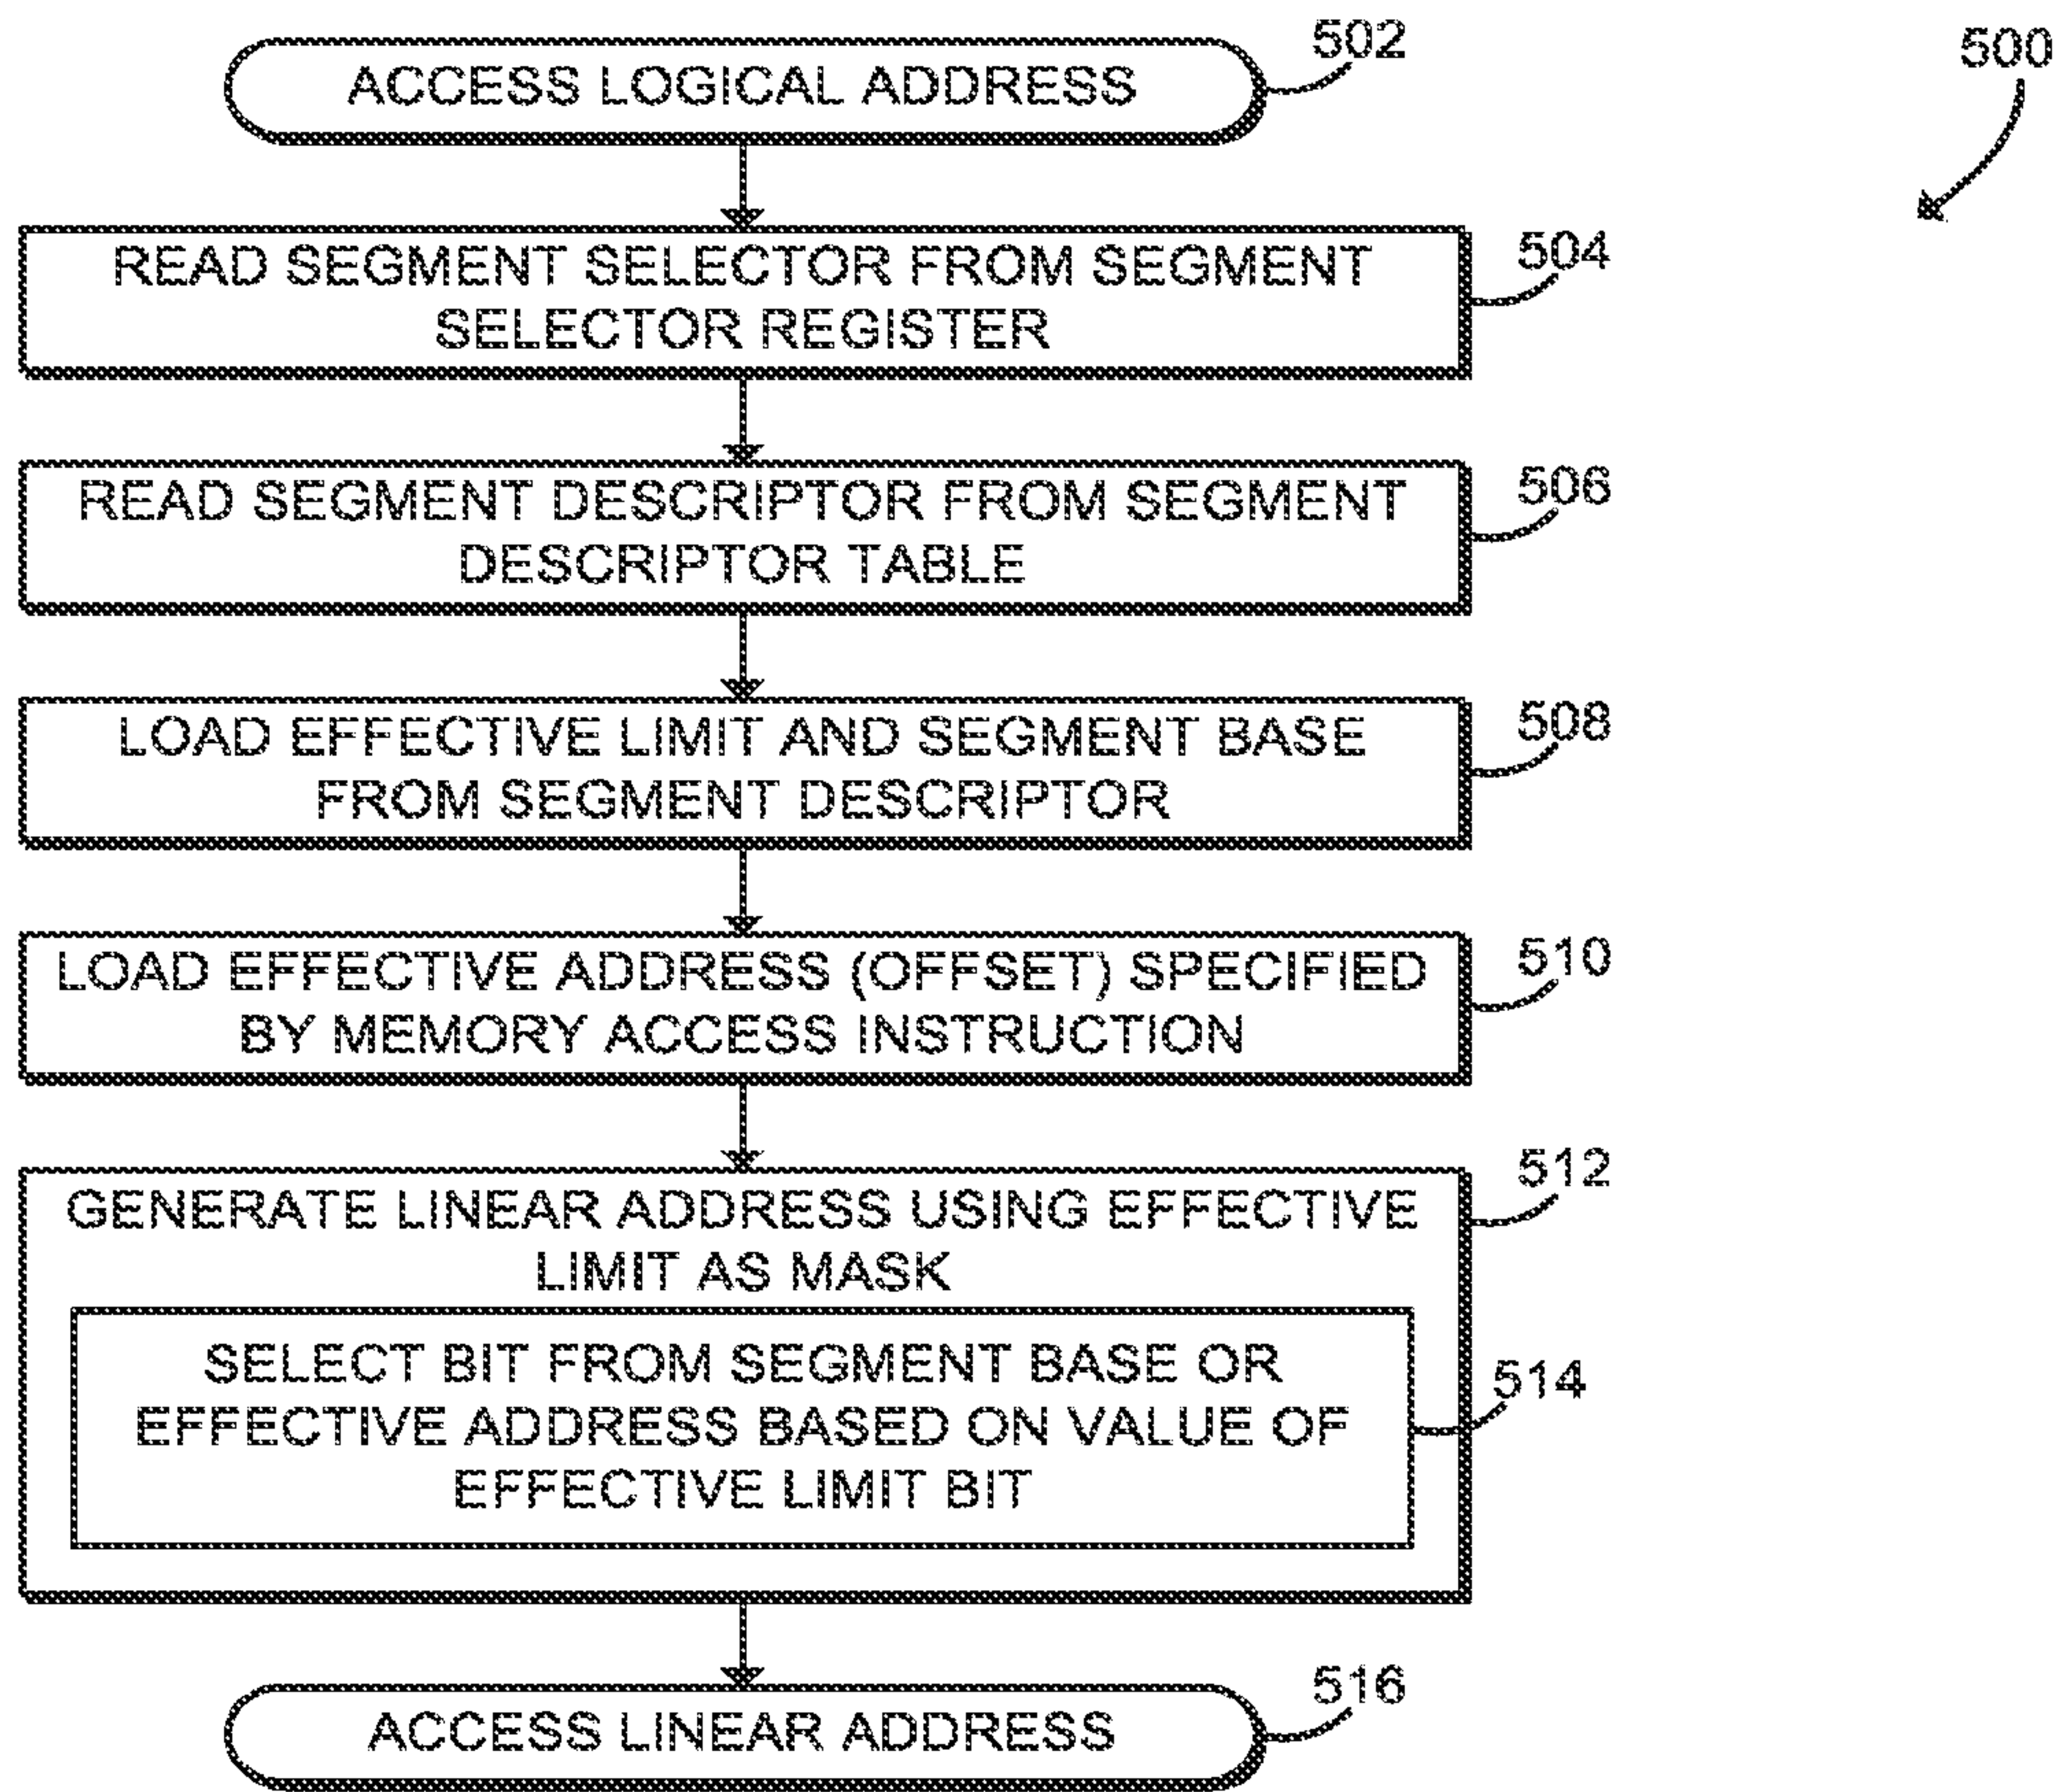 ACCESS LOGICAL ADDRESS
502
500
READ SEGMENT SELECTOR FROM SEGMENT
SELECTOR REGISTER
504
READ SEGMENT DESCRIPTOR FROM SEGMENT
DESCRIPTOR TABLE
506
LOAD EFFECTIVE LIMIT AND SEGMENT BASE
FROM SEGMENT DESCRIPTOR
508
LOAD EFFECTIVE ADDRESS (OFFSET) SPECIFIED
BY MEMORY ACCESS INSTRUCTION
510
GENERATE LINEAR ADDRESS USING EFFECTIVE
LIMIT AS MASK
512
SELECT BIT FROM SEGMENT BASE OR
EFFECTIVE ADDRESS BASED ON VALUE OF
EFFECTIVE LIMIT BIT
514
ACCESS LINEAR ADDRESS
516